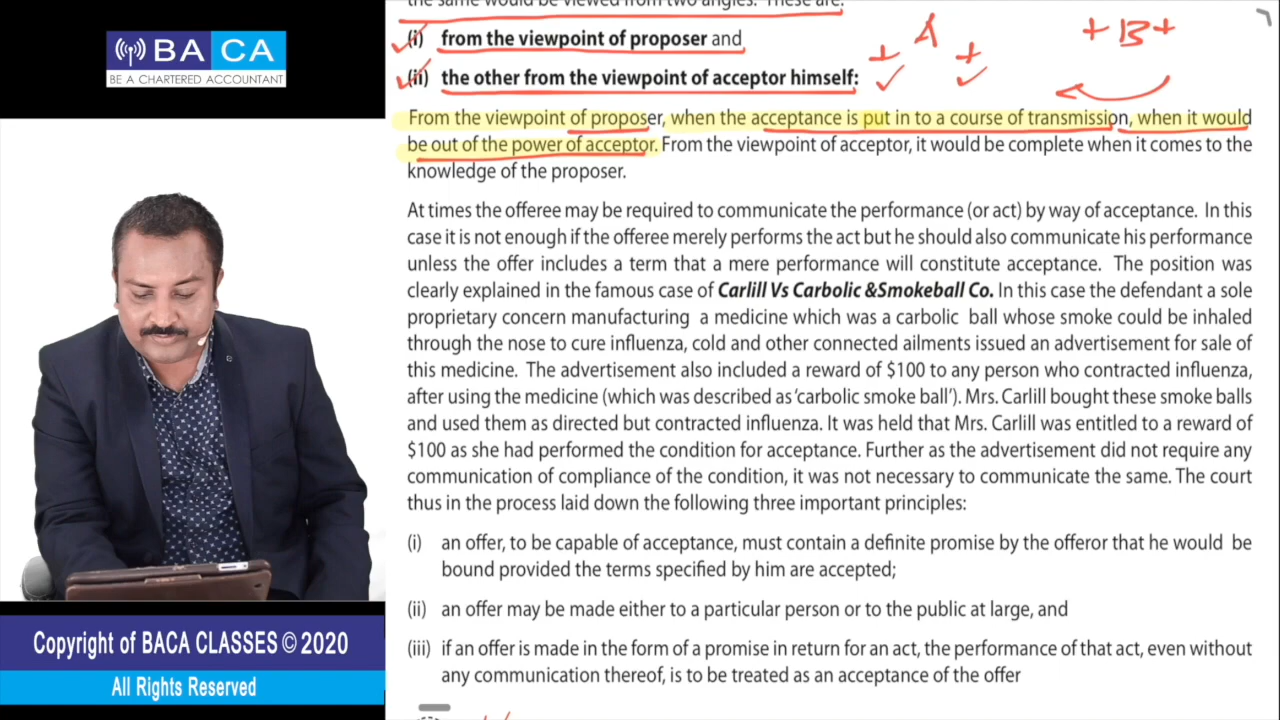 the same would be viewed from two angles. These are:
BA CA
BE A CHARTERED ACCOUNTANT
(i) from the viewpoint of proposer and
A
+ B +
+ +
(ii) the other from the viewpoint of acceptor himself:
From the viewpoint of proposer, when the acceptance is put in to a course of transmission, when it would
be out of the power of acceptor. From the viewpoint of acceptor, it would be complete when it comes to the
knowledge of the proposer.
At times the offeree may be required to communicate the performance (or act) by way of acceptance. In this
case it is not enough if the offeree merely performs the act but he should also communicate his performance
unless the offer includes a term that a mere performance will constitute acceptance. The position was
clearly explained in the famous case of Carlill Vs Carbolic &Smokeball Co. In this case the defendant a sole
proprietary concern manufacturing a medicine which was a carbolic ball whose smoke could be inhaled
through the nose to cure influenza, cold and other connected ailments issued an advertisement for sale of
this medicine. The advertisement also included a reward of $100 to any person who contracted influenza,
after using the medicine (which was described as 'carbolic smoke ball'). Mrs. Carlill bought these smoke balls
and used them as directed but contracted influenza. It was held that Mrs. Carlill was entitled to a reward of
$100 as she had performed the condition for acceptance. Further as the advertisement did not require any
communication of compliance of the condition, it was not necessary to communicate the same. The court
thus in the process laid down the following three important principles:
(i) an offer, to be capable of acceptance, must contain a definite promise by the offeror that he would be
bound provided the terms specified by him are accepted;
(ii) an offer may be made either to a particular person or to the public at large, and
(iii) if an offer is made in the form of a promise in return for an act, the performance of that act, even without
any communication thereof, is to be treated as an acceptance of the offer
Copyright of BACA CLASSES © 2020
All Rights Reserved